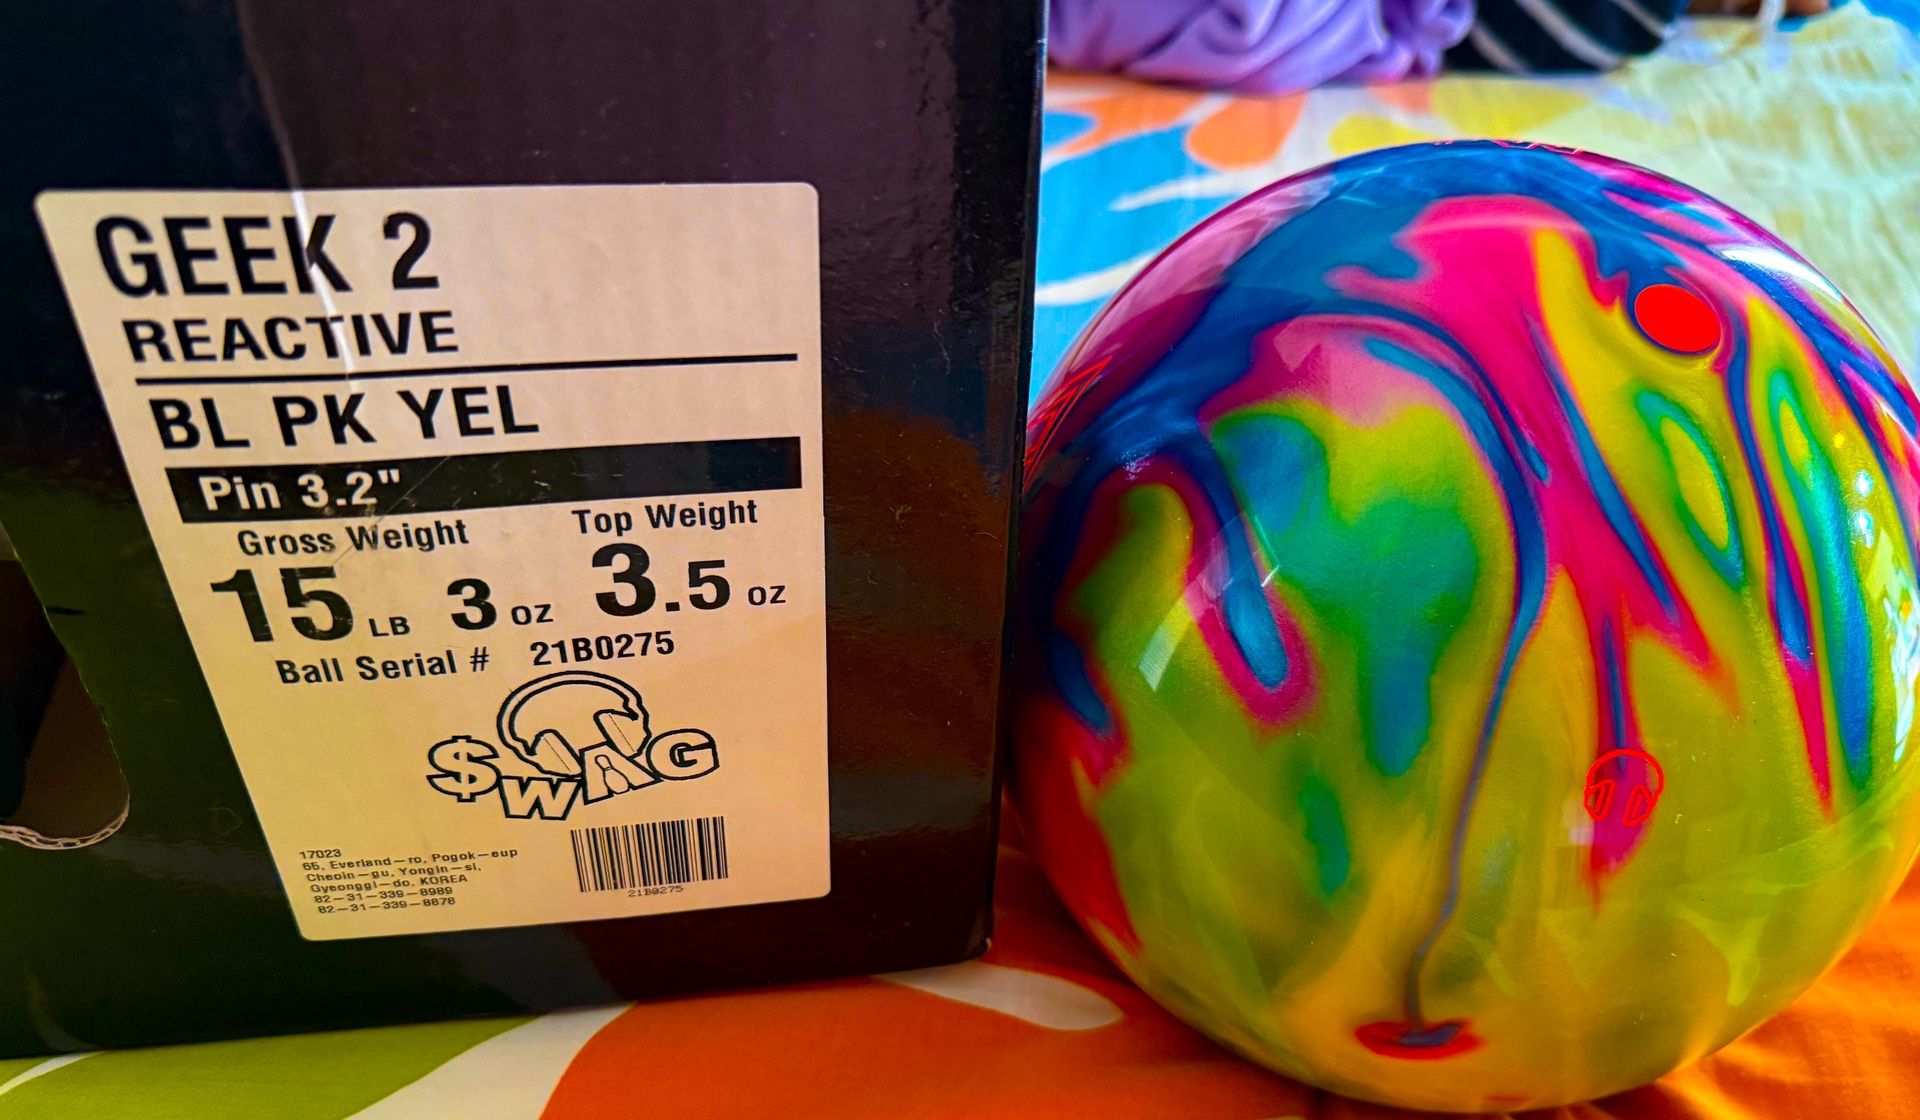 GEEK 2
REACTIVE
BL PK YEL
Pin 3.2"
Gross Weight Top Weight
15 LB 3 oz 3.5 oz
Ball Serial # 21B0275
$WAG
17023
65, Everland-ro, Pogok-eup
Cheoin-gu, Yongin-si,
Gyeonggi-do, KOREA
82-31-339-8989
82-31-339-8878
21B0275